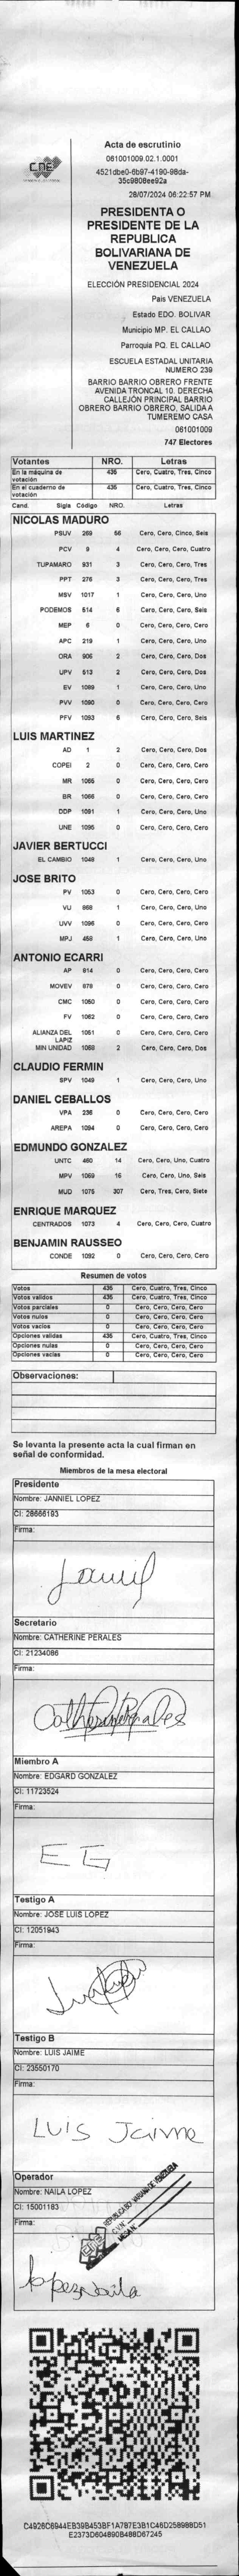 CNE
Acta de escrutinio
061001009.02.1.0001
4521dbe0-6b97-4190-98da-
35c9808ee92a
28/07/2024 06:22:57 PM
PRESIDENTA O
PRESIDENTE DE LA
REPUBLICA
BOLIVARIANA DE
VENEZUELA
ELECCIÓN PRESIDENCIAL 2024
Pais VENEZUELA
Estado EDO. BOLIVAR
Municipio MP. EL CALLAO
Parroquia PQ. EL CALLAO
ESCUELA ESTADAL UNITARIA
NUMERO 239
BARRIO BARRIO OBRERO FRENTE
AVENIDA TRONCAL 10. DERECHA
CALLEJÓN PRINCIPAL BARRIO
OBRERO BARRIO OBRERO, SALIDA A
TUMEREMO CASA
061001009
747 Electores
Votantes NRO. Letras
En la máquina de votación 435 Cero, Cuatro, Tres, Cinco
En el cuaderno de votación 435 Cero, Cuatro, Tres, Cinco
Cand. Sigla Código NRO. Letras
NICOLAS MADURO
PSUV 269 56 Cero, Cero, Cinco, Seis
PCV 9 4 Cero, Cero, Cero, Cuatro
TUPAMARO 931 3 Cero, Cero, Cero, Tres
PPT 276 3 Cero, Cero, Cero, Tres
MSV 1017 1 Cero, Cero, Cero, Uno
PODEMOS 514 6 Cero, Cero, Cero, Seis
MEP 6 0 Cero, Cero, Cero, Cero
APC 219 1 Cero, Cero, Cero, Uno
ORA 906 2 Cero, Cero, Cero, Dos
UPV 513 2 Cero, Cero, Cero, Dos
EV 1089 1 Cero, Cero, Cero, Uno
PVV 1090 0 Cero, Cero, Cero, Cero
PFV 1093 6 Cero, Cero, Cero, Seis
LUIS MARTINEZ
AD 1 2 Cero, Cero, Cero, Dos
COPEI 2 0 Cero, Cero, Cero, Cero
MR 1065 0 Cero, Cero, Cero, Cero
BR 1066 0 Cero, Cero, Cero, Cero
DDP 1091 1 Cero, Cero, Cero, Uno
UNE 1095 0 Cero, Cero, Cero, Cero
JAVIER BERTUCCI
EL CAMBIO 1048 1 Cero, Cero, Cero, Uno
JOSE BRITO
PV 1053 0 Cero, Cero, Cero, Cero
VU 868 1 Cero, Cero, Cero, Uno
UVV 1096 0 Cero, Cero, Cero, Cero
MPJ 458 1 Cero, Cero, Cero, Uno
ANTONIO ECARRI
AP 814 0 Cero, Cero, Cero, Cero
MOVEV 878 0 Cero, Cero, Cero, Cero
CMC 1050 0 Cero, Cero, Cero, Cero
FV 1062 0 Cero, Cero, Cero, Cero
ALIANZA DEL LAPIZ 1051 0 Cero, Cero, Cero, Cero
MIN UNIDAD 1068 2 Cero, Cero, Cero, Dos
CLAUDIO FERMIN
SPV 1049 1 Cero, Cero, Cero, Uno
DANIEL CEBALLOS
VPA 236 0 Cero, Cero, Cero, Cero
AREPA 1094 0 Cero, Cero, Cero, Cero
EDMUNDO GONZALEZ
UNTC 460 14 Cero, Cero, Uno, Cuatro
MPV 1069 16 Cero, Cero, Uno, Seis
MUD 1075 307 Cero, Tres, Cero, Siete
ENRIQUE MARQUEZ
CENTRADOS 1073 4 Cero, Cero, Cero, Cuatro
BENJAMIN RAUSSEO
CONDE 1092 0 Cero, Cero, Cero, Cero
Resumen de votos
Votos 435 Cero, Cuatro, Tres, Cinco
Votos validos 435 Cero, Cuatro, Tres, Cinco
Votos parciales 0 Cero, Cero, Cero, Cero
Votos nulos 0 Cero, Cero, Cero, Cero
Votos vacios 0 Cero, Cero, Cero, Cero
Opciones validas 435 Cero, Cuatro, Tres, Cinco
Opciones nulas 0 Cero, Cero, Cero, Cero
Opciones vacias 0 Cero, Cero, Cero, Cero
Observaciones:
Se levanta la presente acta la cual firman en
señal de conformidad.
Miembros de la mesa electoral
Presidente
Nombre: JANNIEL LOPEZ
CI: 28666193
Firma:
Secretario
Nombre: CATHERINE PERALES
CI: 21234086
Firma:
Catherine Perales
Miembro A
Nombre: EDGARD GONZALEZ
CI: 11723524
Firma:
EG
Testigo A
Nombre: JOSE LUIS LOPEZ
CI: 12051943
Firma:
Testigo B
Nombre: LUIS JAIME
CI: 23550170
Firma:
LUIS Jaime
Operador
Nombre: NAILA LOPEZ
CI: 15001183
Firma:
REPUBLICA BOLIVARIANA DE VENEZUELA
MESA N°
Lopez Naila
C4926C6944EB39B453BF1A787E3B1C46D258988D51
E2373D604890B488D67245